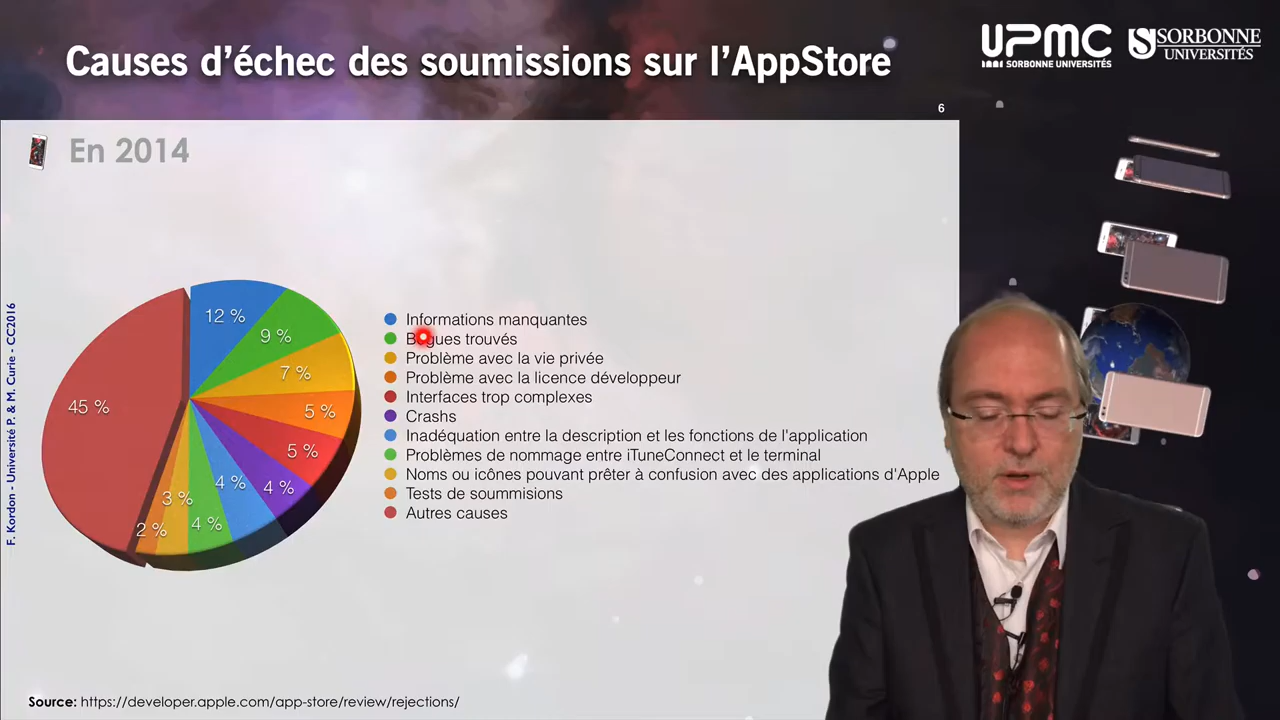 Causes d'échec des soumissions sur l'AppStore
UPMC
SORBONNE UNIVERSITÉS
SORBONNE
UNIVERSITÉS
6
En 2014
12 %
9 %
7 %
5 %
5 %
4 %
4 %
4 %
3 %
2 %
45 %
Informations manquantes
Bogues trouvés
Problème avec la vie privée
Problème avec la licence développeur
Interfaces trop complexes
Crashs
Inadéquation entre la description et les fonctions de l'application
Problèmes de nommage entre iTuneConnect et le terminal
Noms ou icônes pouvant prêter à confusion avec des applications d'Apple
Tests de soummisions
Autres causes
F. Kordon - Université P. & M. Curie - CC2016
Source: https://developer.apple.com/app-store/review/rejections/